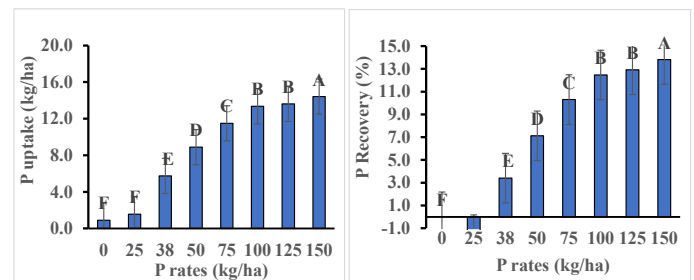 P uptake (kg/ha)
20.0
16.0
12.0
8.0
4.0
0.0
F
F
E
D
C
B
B
A
0 25 38 50 75 100 125 150
P rates (kg/ha)
P Recovery (%)
15.0
13.0
11.0
9.0
7.0
5.0
3.0
1.0
-1.0
F
E
D
C
B
B
A
0 25 38 50 75 100 125 150
P rates (kg/ha)